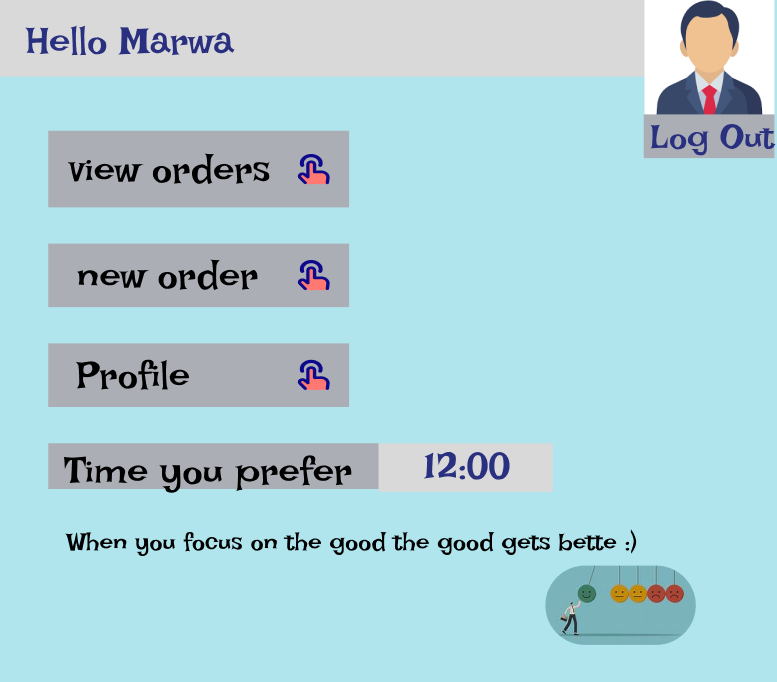 Hello Marwa
Log Out
view orders
new order
Profile
Time you prefer
12:00
When you focus on the good the good gets bette :)